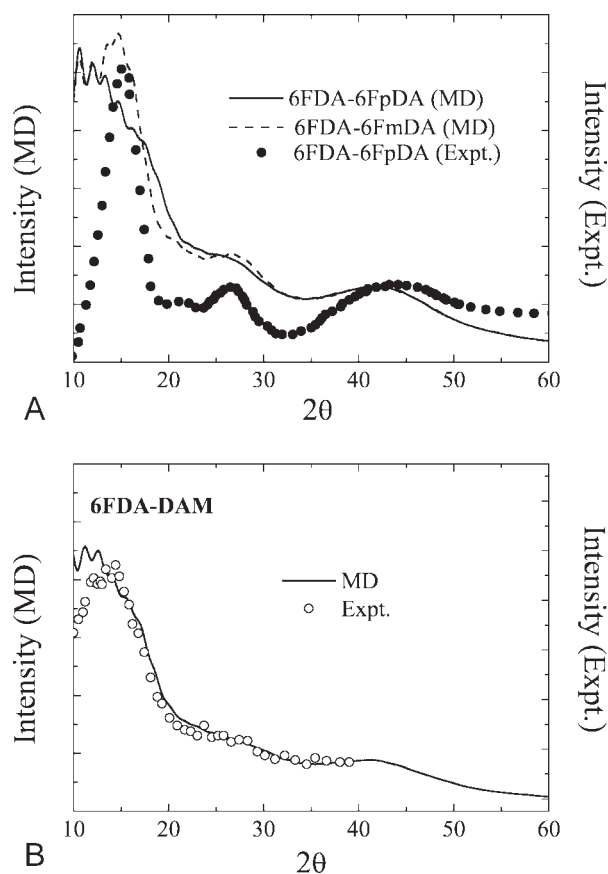 Intensity (MD)
Intensity (Expt.)
6FDA-6FpDA (MD)
6FDA-6FmDA (MD)
6FDA-6FpDA (Expt.)
10 20 30 40 50 60
2θ
A
6FDA-DAM
Intensity (MD)
Intensity (Expt.)
MD
Expt.
10 20 30 40 50 60
2θ
B